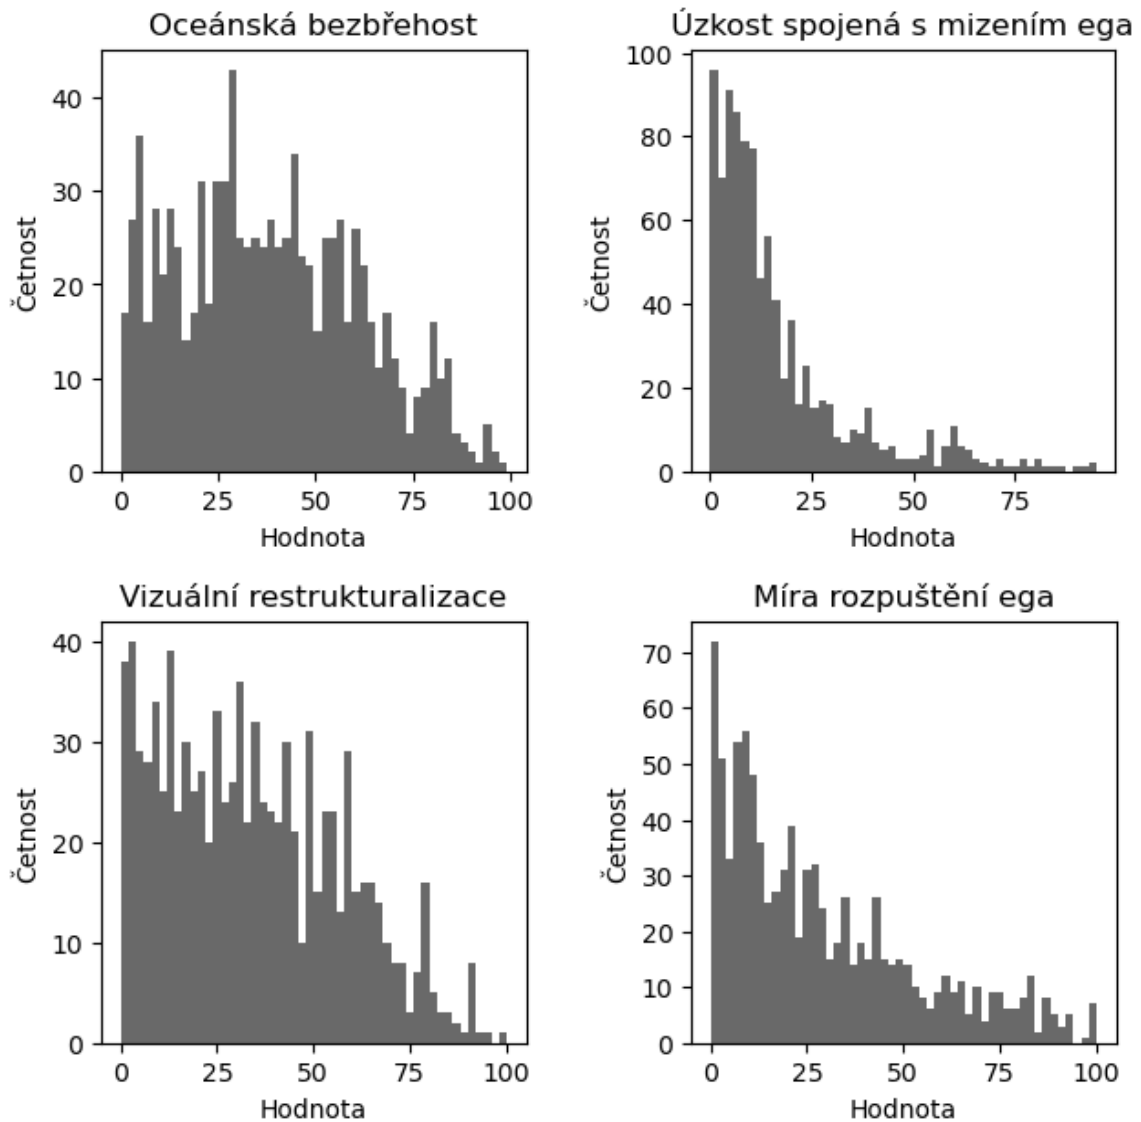 Oceánská bezbřehost
40
30
20
10
0
Četnost
0 25 50 75 100
Hodnota
Úzkost spojená s mizením ega
100
80
60
40
20
0
Četnost
0 25 50 75
Hodnota
Vizuální restrukturalizace
40
30
20
10
0
Četnost
0 25 50 75 100
Hodnota
Míra rozpuštění ega
70
60
50
40
30
20
10
0
Četnost
0 25 50 75 100
Hodnota